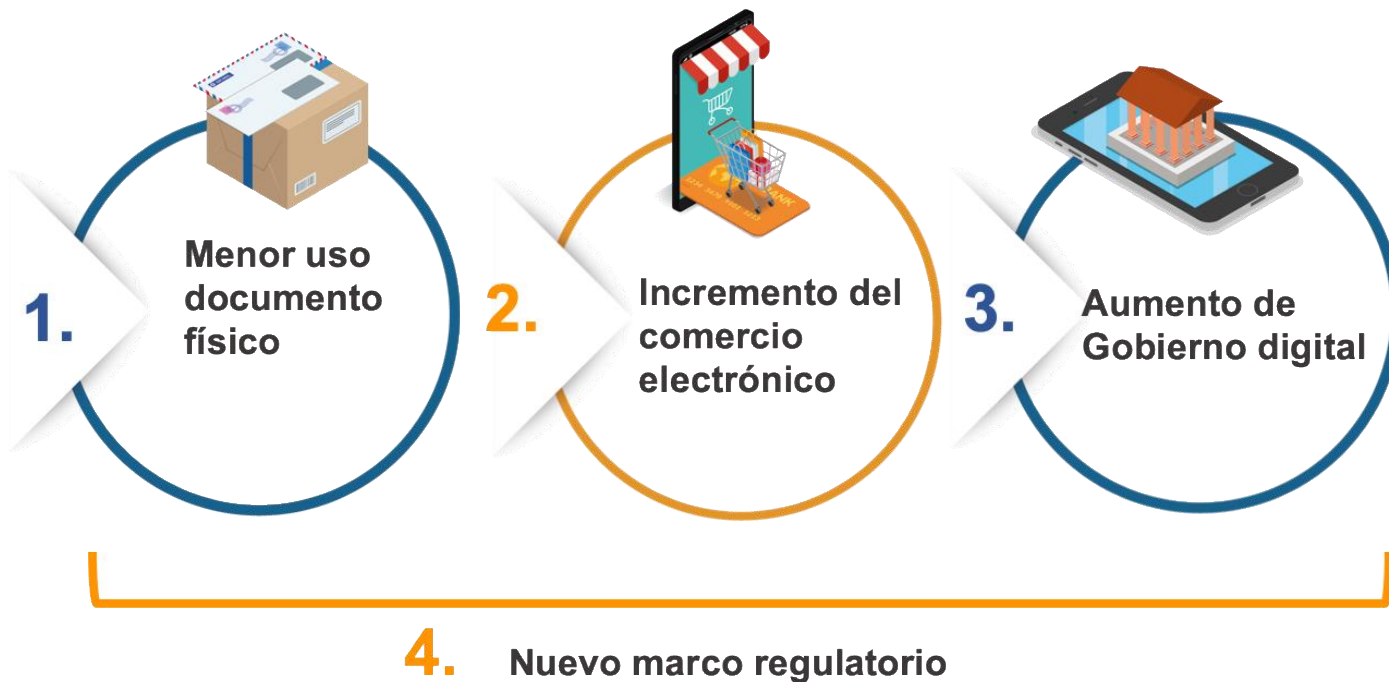 1.
Menor uso
documento
físico
2.
Incremento del
comercio
electrónico
3.
Aumento de
Gobierno digital
4.
Nuevo marco regulatorio
BANK